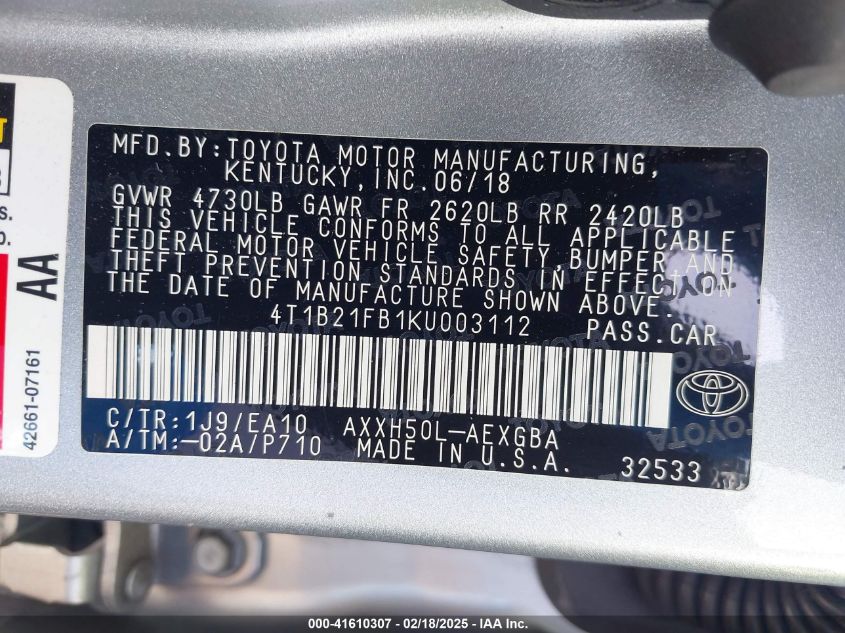 MFD.BY:TOYOTA MOTOR MANUFACTURING,
KENTUCKY,INC.06/18
GVWR 4730LB GAWR FR 2620LB RR 2420LB
THIS VEHICLE CONFORMS TO ALL APPLICABLE
FEDERAL MOTOR VEHICLE SAFETY,BUMPER AND
THEFT PREVENTION STANDARDS IN EFFECT ON
THE DATE OF MANUFACTURE SHOWN ABOVE.
4T1B21FB1KU003112 PASS.CAR
C/TR:1J9/EA10 AXXH50L-AEXGBA
A/TM:-02A/P710 MADE IN U.S.A. 32533
AA
42661-07161
000-41610307 - 02/18/2025 - IAA Inc.